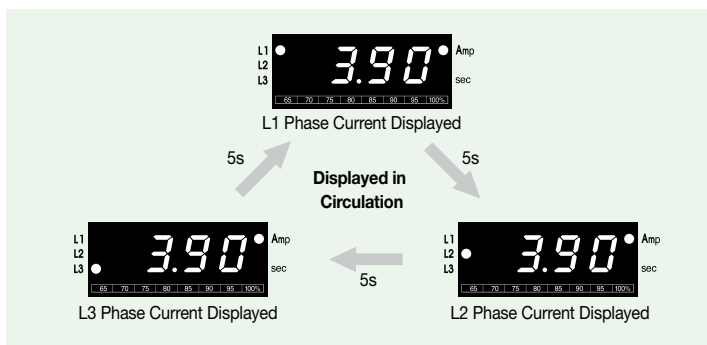 L1 3.90 Amp
L2
L3 sec
65 70 75 80 85 90 95 100%
L1 Phase Current Displayed
5s
5s
Displayed in
Circulation
L1 3.90 Amp
L2
L3 sec
65 70 75 80 85 90 95 100%
L3 Phase Current Displayed
5s
L1 3.90 Amp
L2
L3 sec
65 70 75 80 85 90 95 100%
L2 Phase Current Displayed